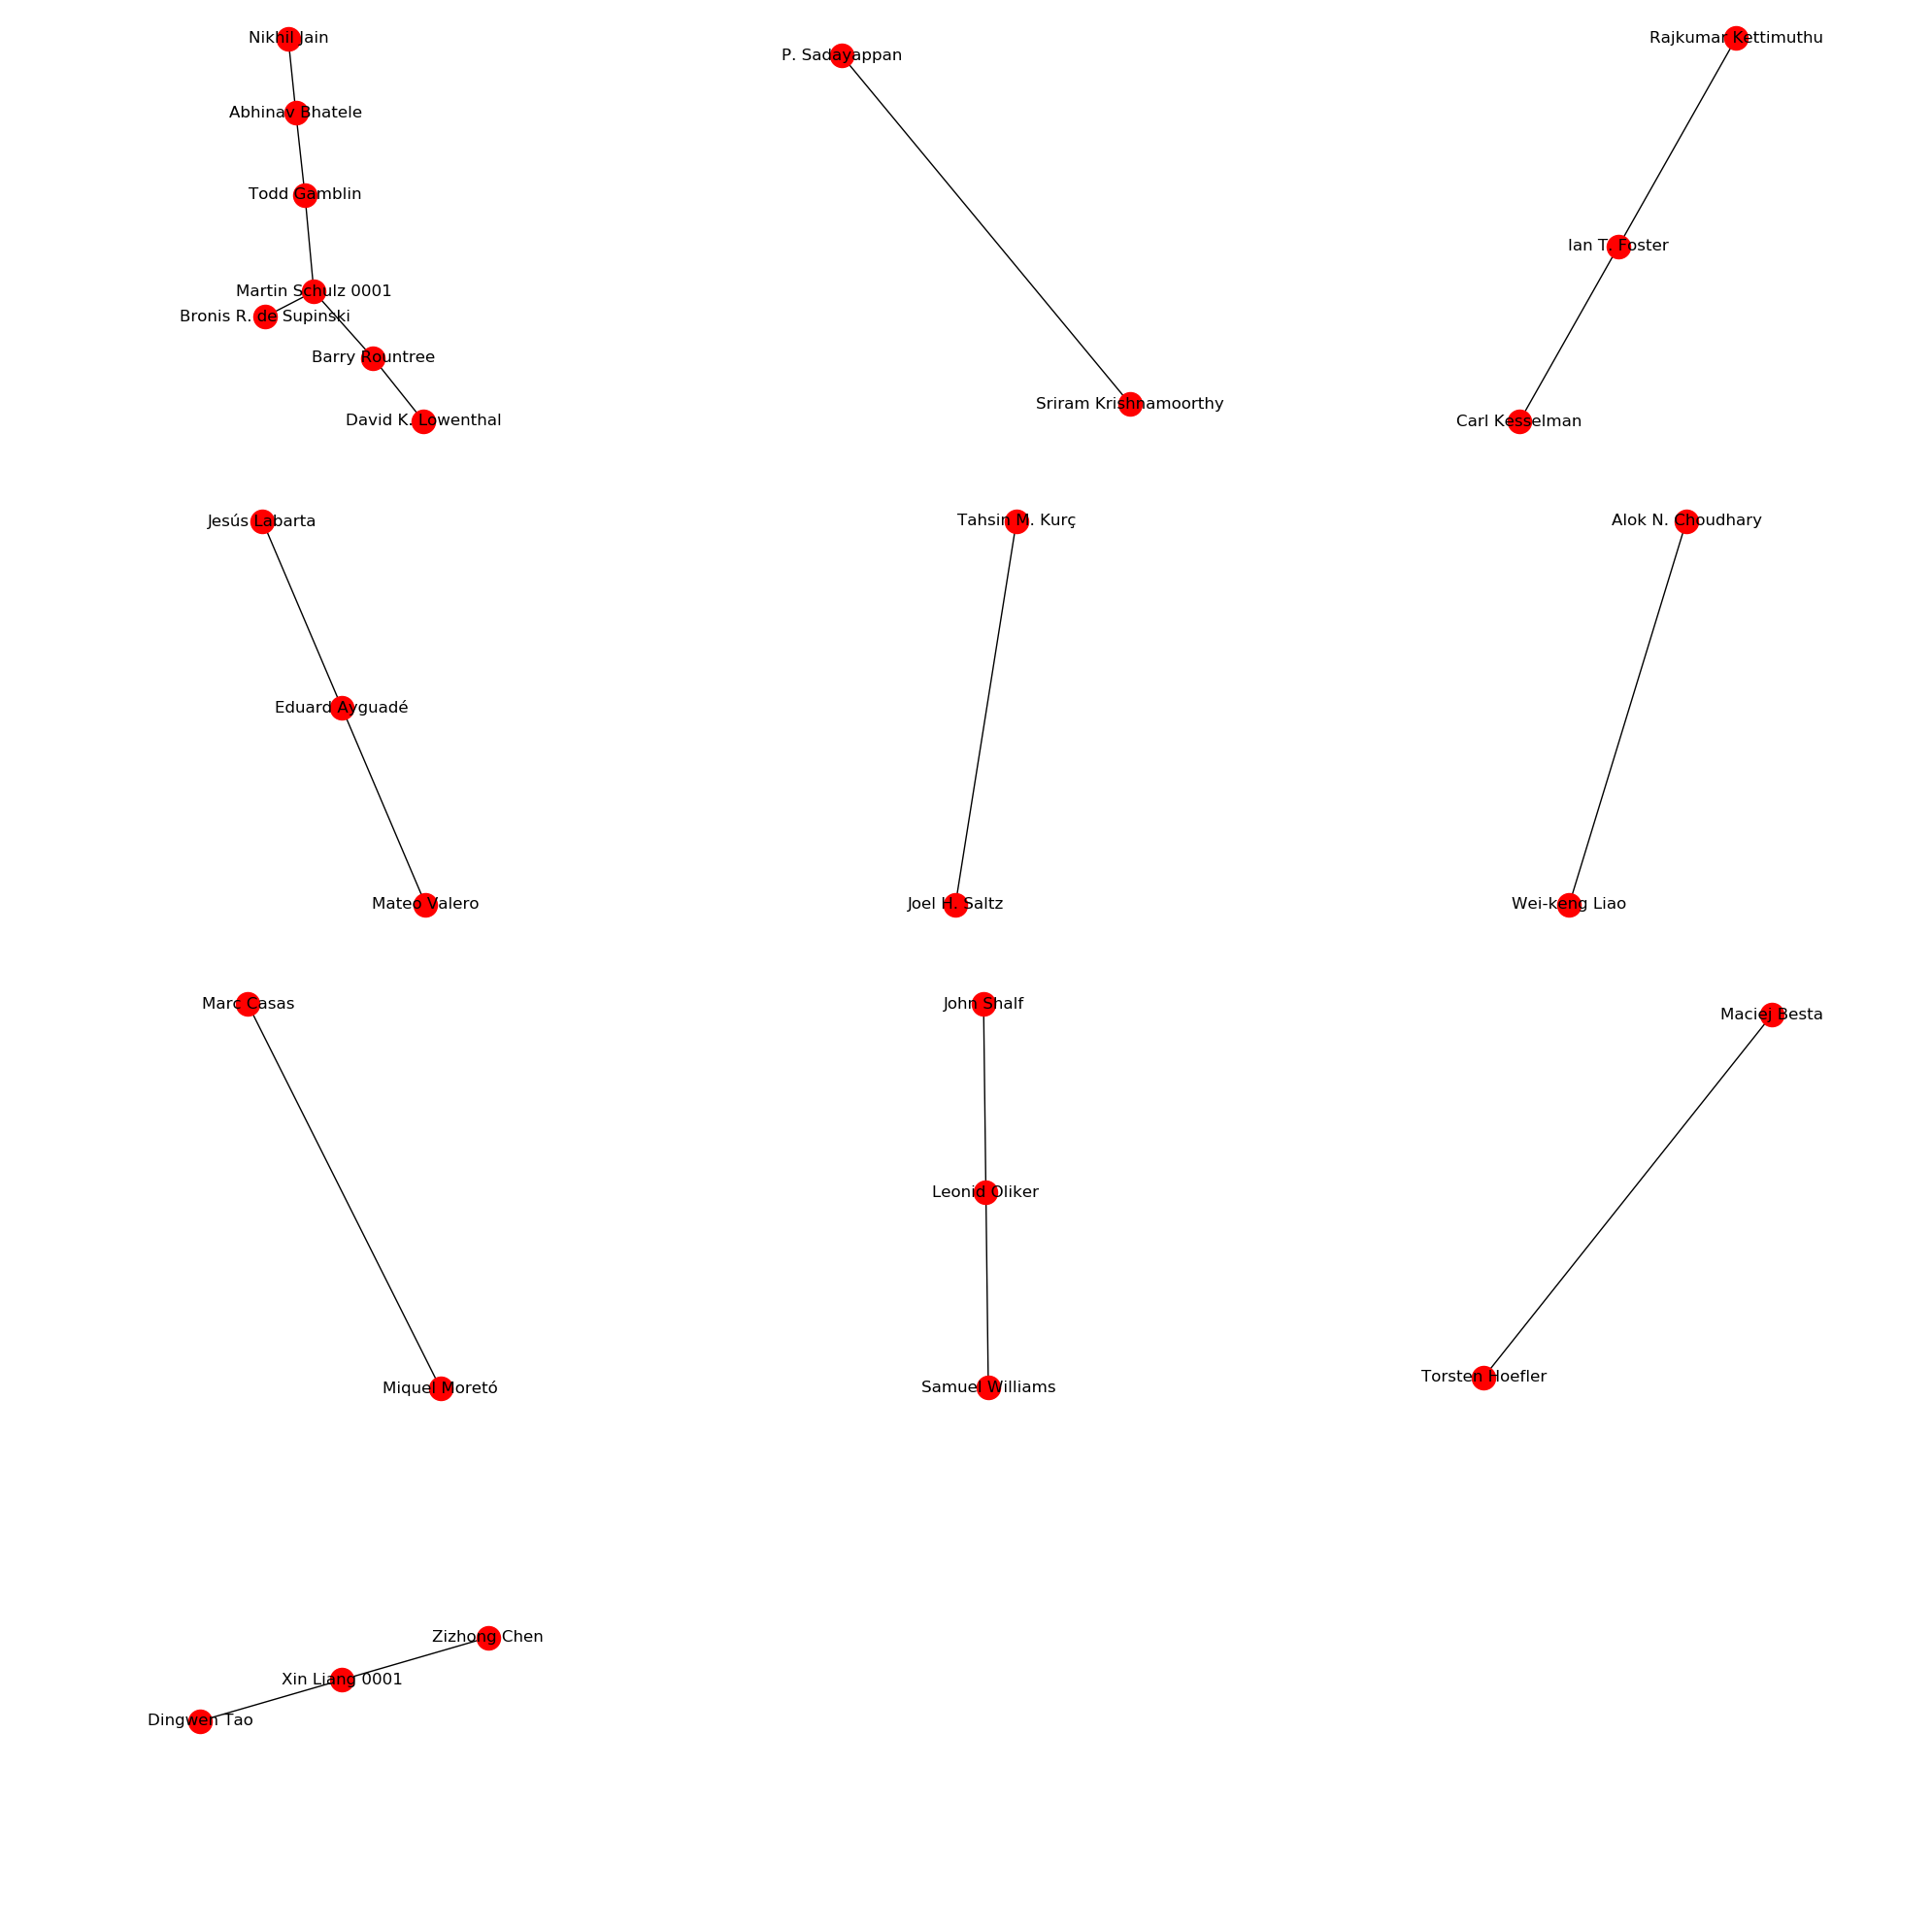 Nikhil Jain
Abhinav Bhatele
Todd Gamblin
Martin Schulz 0001
Bronis R. de Supinski
Barry Rountree
David K. Lowenthal
P. Sadayappan
Sriram Krishnamoorthy
Rajkumar Kettimuthu
Ian T. Foster
Carl Kesselman
Jesús Labarta
Eduard Ayguadé
Mateo Valero
Tahsin M. Kurç
Joel H. Saltz
Alok N. Choudhary
Wei-keng Liao
Marc Casas
Miquel Moretó
John Shalf
Leonid Oliker
Samuel Williams
Maciej Besta
Torsten Hoefler
Zizhong Chen
Xin Liang 0001
Dingwen Tao